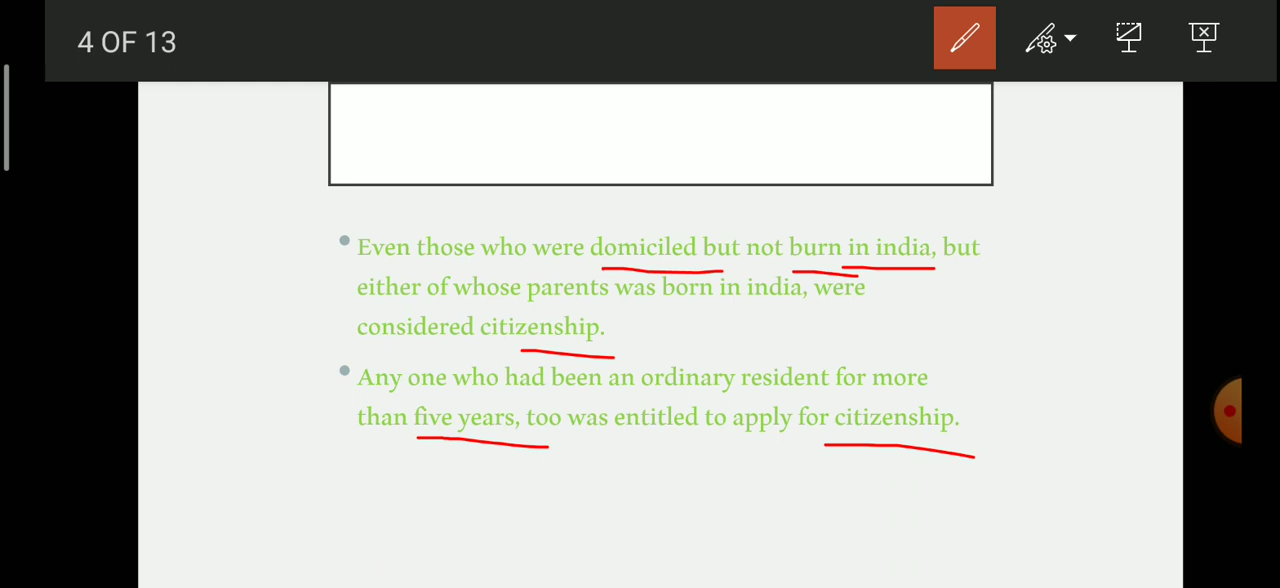 4 OF 13
Even those who were domiciled but not burn in india, but
either of whose parents was born in india, were
considered citizenship.
Any one who had been an ordinary resident for more
than five years, too was entitled to apply for citizenship.